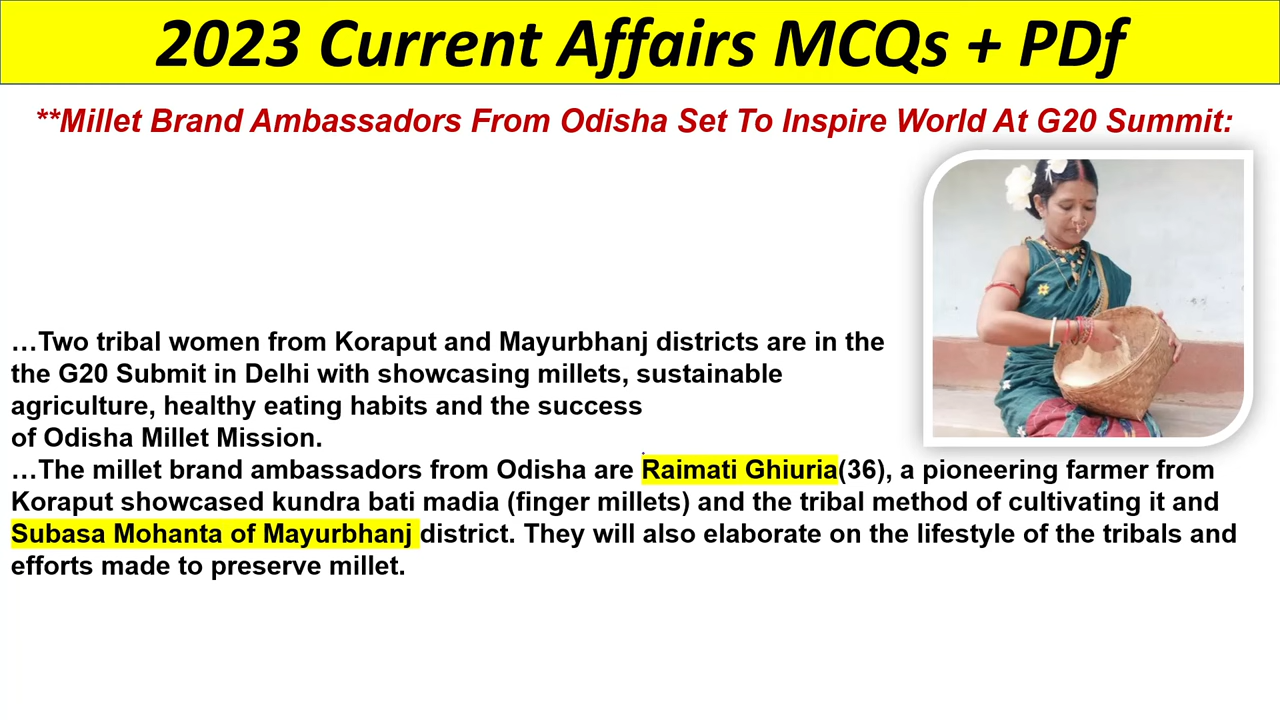 2023 Current Affairs MCQs + PDf
**Millet Brand Ambassadors From Odisha Set To Inspire World At G20 Summit:
...Two tribal women from Koraput and Mayurbhanj districts are in the
the G20 Submit in Delhi with showcasing millets, sustainable
agriculture, healthy eating habits and the success
of Odisha Millet Mission.
...The millet brand ambassadors from Odisha are Raimati Ghiuria(36), a pioneering farmer from
Koraput showcased kundra bati madia (finger millets) and the tribal method of cultivating it and
Subasa Mohanta of Mayurbhanj district. They will also elaborate on the lifestyle of the tribals and
efforts made to preserve millet.